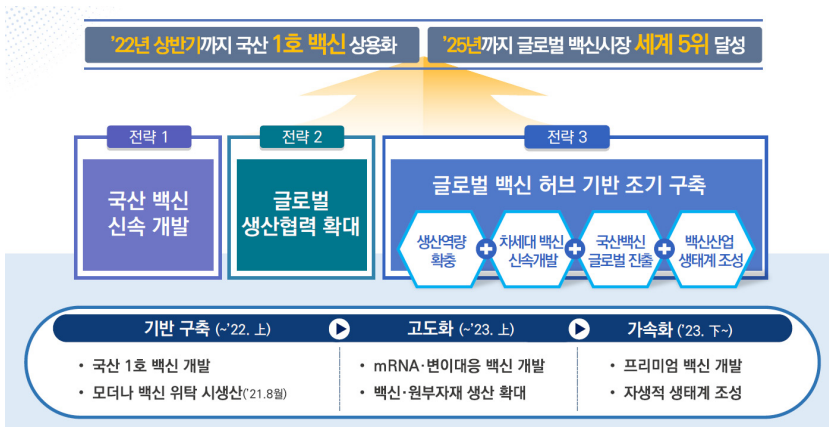 ’22년 상반기까지 국산 1호 백신 상용화
’25년까지 글로벌 백신시장 세계 5위 달성
전략 1
국산 백신
신속 개발
전략 2
글로벌
생산협력 확대
전략 3
글로벌 백신 허브 기반 조기 구축
생산역량
확충
차세대 백신
신속개발
국산백신
글로벌 진출
백신산업
생태계 조성
기반 구축 (~’22. 上)
• 국산 1호 백신 개발
• 모더나 백신 위탁 시생산(’21.8월)
고도화 (~’23. 上)
• mRNA·변이대응 백신 개발
• 백신·원부자재 생산 확대
가속화 (’23. 下~)
• 프리미엄 백신 개발
• 자생적 생태계 조성